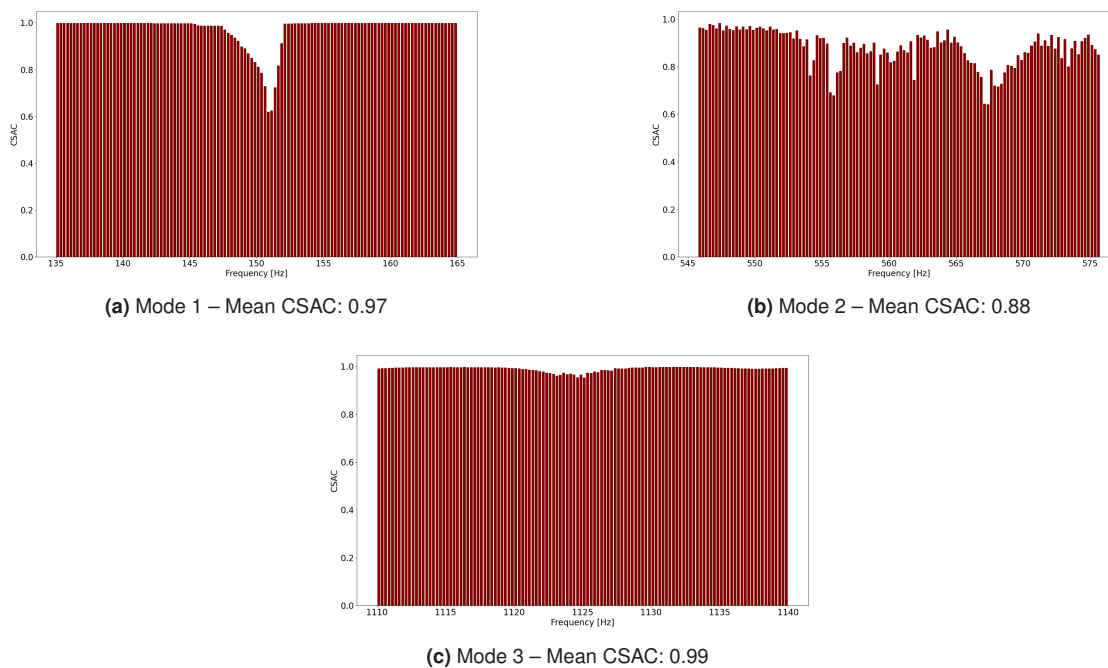 1.0
0.8
0.6
0.4
0.2
0.0
CSAC
135 140 145 150 155 160 165
Frequency [Hz]
(a) Mode 1 – Mean CSAC: 0.97
1.0
0.8
0.6
0.4
0.2
0.0
CSAC
545 550 555 560 565 570 575
Frequency [Hz]
(b) Mode 2 – Mean CSAC: 0.88
1.0
0.8
0.6
0.4
0.2
0.0
CSAC
1110 1115 1120 1125 1130 1135 1140
Frequency [Hz]
(c) Mode 3 – Mean CSAC: 0.99